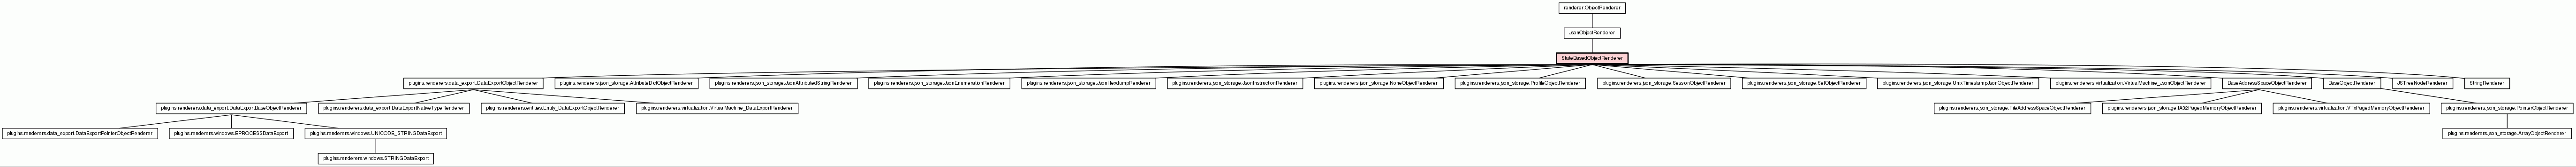 renderer.ObjectRenderer
JsonObjectRenderer
StateBasedObjectRenderer
plugins.renderers.data_export.DataExportObjectRenderer
plugins.renderers.json_storage.AttributeDictObjectRenderer
plugins.renderers.json_storage.JsonAttributedStringRenderer
plugins.renderers.json_storage.JsonEnumerationRenderer
plugins.renderers.json_storage.JsonHexdumpRenderer
plugins.renderers.json_storage.JsonInstructionRenderer
plugins.renderers.json_storage.NoneObjectRenderer
plugins.renderers.json_storage.ProfileObjectRenderer
plugins.renderers.json_storage.SessionObjectRenderer
plugins.renderers.json_storage.SetObjectRenderer
plugins.renderers.json_storage.UnixTimestampJsonObjectRenderer
plugins.renderers.virtualization.VirtualMachine_JsonObjectRenderer
BaseAddressSpaceObjectRenderer
BaseObjectRenderer
JSTreeNodeRenderer
StringRenderer
plugins.renderers.data_export.DataExportBaseObjectRenderer
plugins.renderers.data_export.DataExportNativeTypeRenderer
plugins.renderers.entities.Entity_DataExportObjectRenderer
plugins.renderers.virtualization.VirtualMachine_DataExportRenderer
plugins.renderers.json_storage.FileAddressSpaceObjectRenderer
plugins.renderers.json_storage.IA32PagedMemoryObjectRenderer
plugins.renderers.virtualization.VTxPagedMemoryObjectRenderer
plugins.renderers.json_storage.PointerObjectRenderer
plugins.renderers.data_export.DataExportPointerObjectRenderer
plugins.renderers.windows.EPROCESSDataExport
plugins.renderers.windows.UNICODE_STRINGDataExport
plugins.renderers.json_storage.ArrayObjectRenderer
plugins.renderers.windows.STRINGDataExport